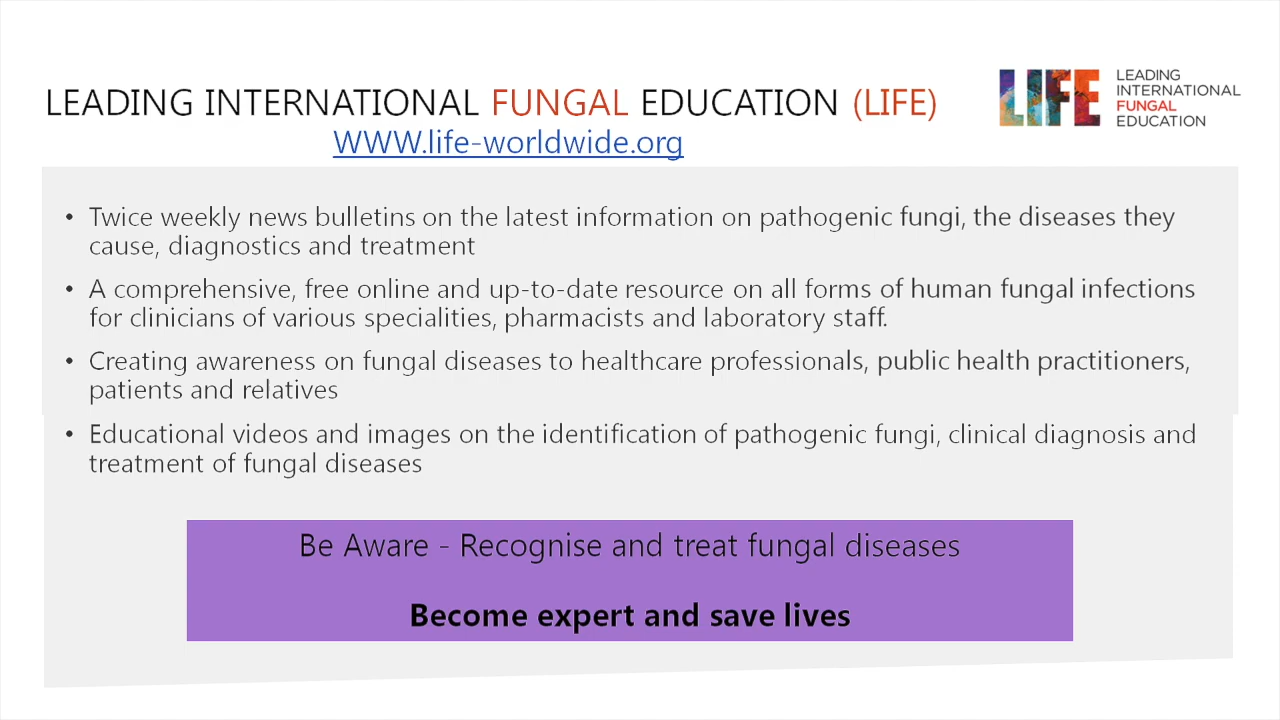 LEADING INTERNATIONAL FUNGAL EDUCATION (LIFE)
WWW.life-worldwide.org
LIFE
LEADING
INTERNATIONAL
FUNGAL
EDUCATION
• Twice weekly news bulletins on the latest information on pathogenic fungi, the diseases they
cause, diagnostics and treatment
• A comprehensive, free online and up-to-date resource on all forms of human fungal infections
for clinicians of various specialities, pharmacists and laboratory staff.
• Creating awareness on fungal diseases to healthcare professionals, public health practitioners,
patients and relatives
• Educational videos and images on the identification of pathogenic fungi, clinical diagnosis and
treatment of fungal diseases
Be Aware - Recognise and treat fungal diseases
Become expert and save lives